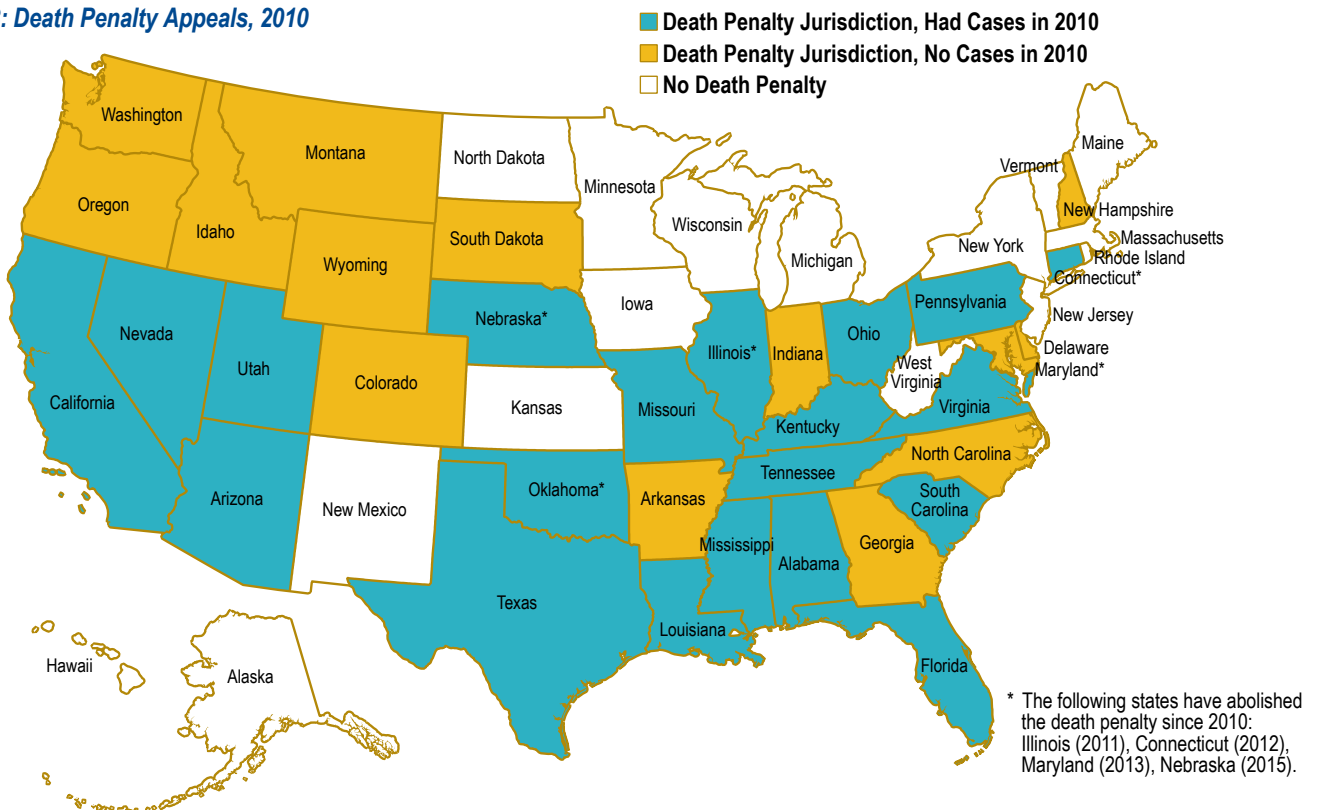 : Death Penalty Appeals, 2010
Death Penalty Jurisdiction, Had Cases in 2010
Death Penalty Jurisdiction, No Cases in 2010
No Death Penalty
Washington
Montana
North Dakota
Minnesota
Maine
Vermont
Oregon
Idaho
Wyoming
South Dakota
Wisconsin
Michigan
New York
New Hampshire
Massachusetts
Rhode Island
Connecticut*
Nevada
Utah
Colorado
Nebraska*
Iowa
Illinois*
Indiana
Ohio
Pennsylvania
New Jersey
Delaware
Maryland*
West
Virginia
California
Kansas
Missouri
Kentucky
Virginia
Arizona
New Mexico
Oklahoma*
Arkansas
Tennessee
North Carolina
South
Carolina
Mississippi
Alabama
Georgia
Texas
Louisiana
Florida
Hawaii
Alaska
* The following states have abolished
the death penalty since 2010:
Illinois (2011), Connecticut (2012),
Maryland (2013), Nebraska (2015).